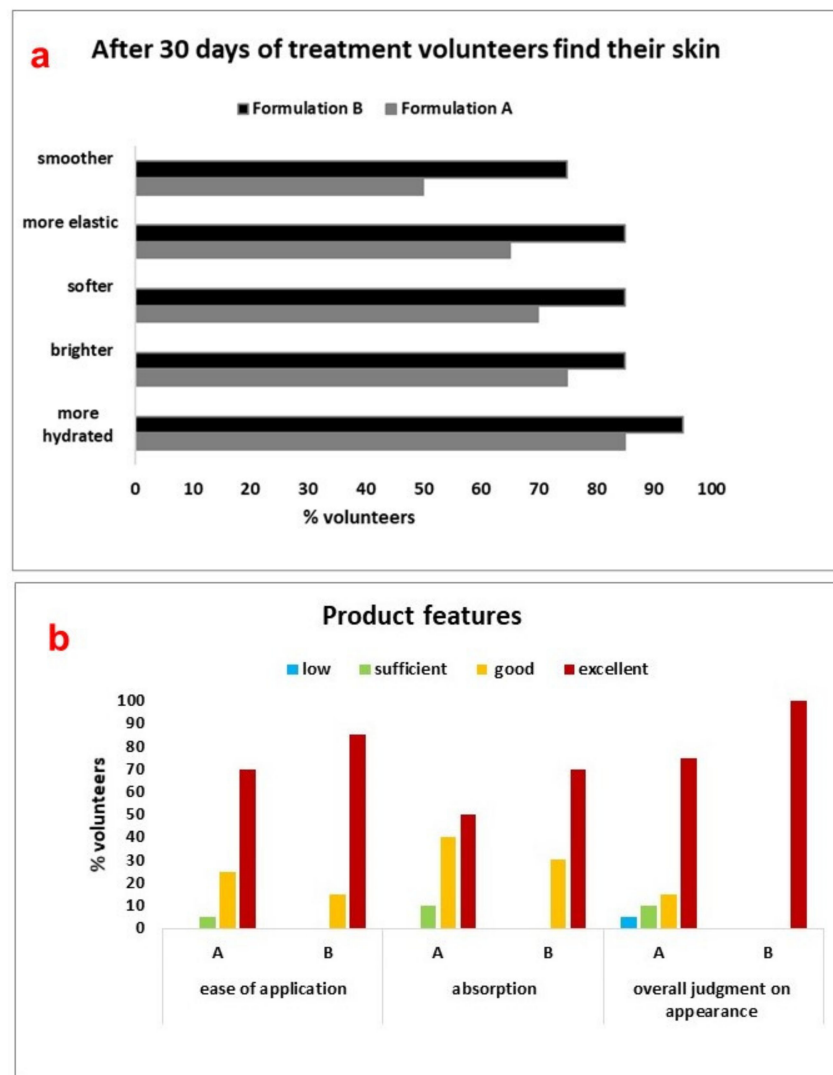 a
After 30 days of treatment volunteers find their skin
Formulation B Formulation A
smoother
more elastic
softer
brighter
more
hydrated
0 10 20 30 40 50 60 70 80 90 100
% volunteers
b
Product features
low sufficient good excellent
100
90
80
70
60
50
40
30
20
10
0
% volunteers
A B A B A B
ease of application absorption overall judgment on
appearance